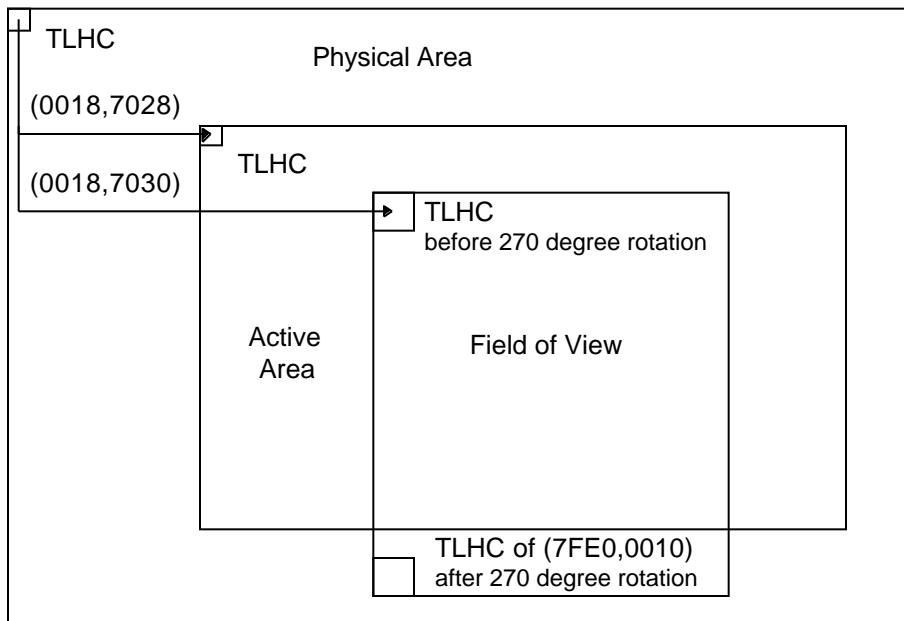 TLHC
Physical Area
(0018,7028)
TLHC
(0018,7030)
TLHC
before 270 degree rotation
Active
Area
Field of View
TLHC of (7FE0,0010)
after 270 degree rotation